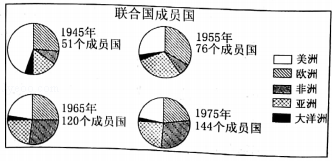 联合国成员国
1945年
51个成员国
1955年
76个成员国
1965年
120个成员国
1975年
144个成员国
美洲
欧洲
非洲
亚洲
大洋洲